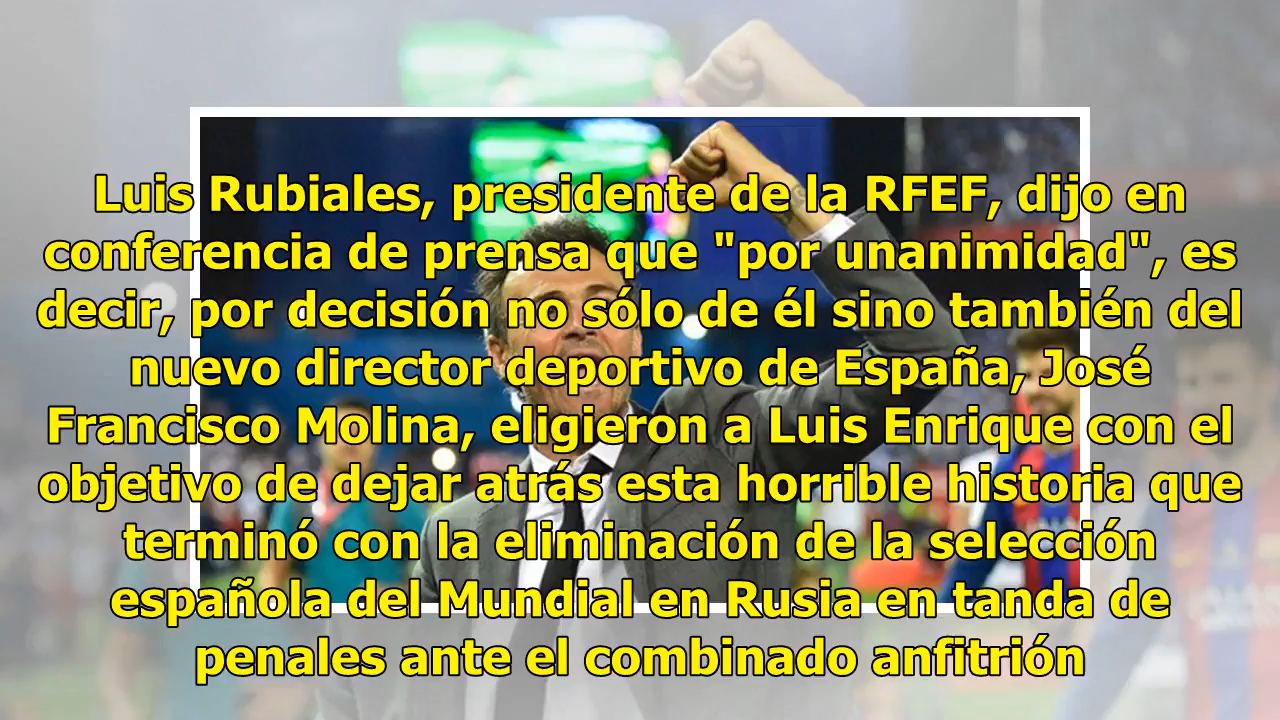 Luis Rubiales, presidente de la RFEF, dijo en
conferencia de prensa que "por unanimidad", es
decir, por decisión no sólo de él sino también del
nuevo director deportivo de España, José
Francisco Molina, eligieron a Luis Enrique con el
objetivo de dejar atrás esta horrible historia que
terminó con la eliminación de la selección
española del Mundial en Rusia en tanda de
penales ante el combinado anfitrión